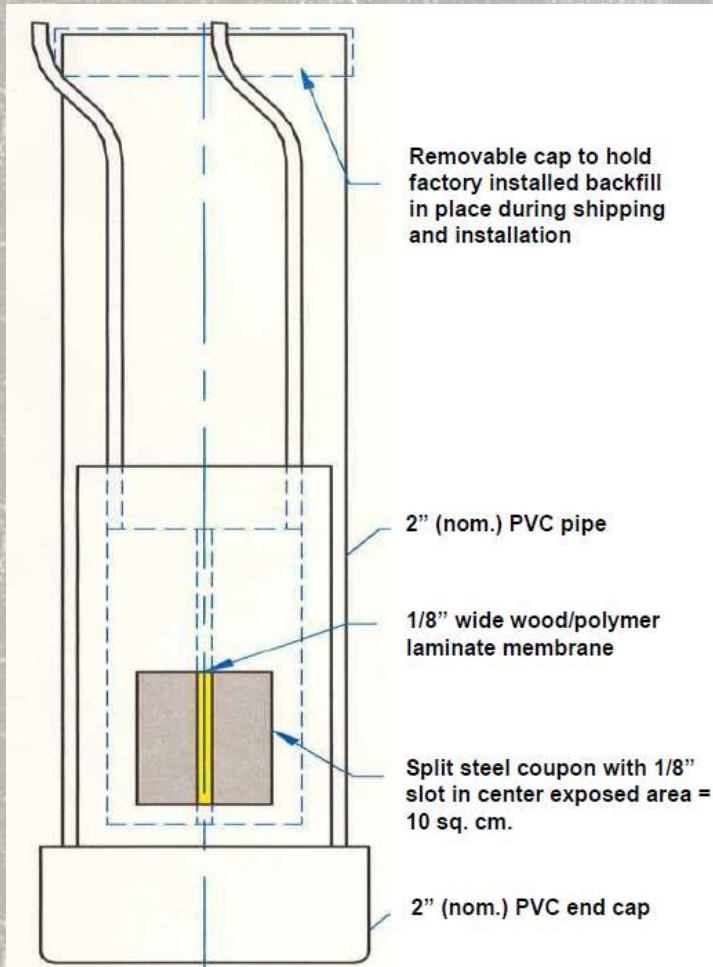 Removable cap to hold
factory installed backfill
in place during shipping
and installation
2” (nom.) PVC pipe
1/8” wide wood/polymer
laminate membrane
Split steel coupon with 1/8”
slot in center exposed area =
10 sq. cm.
2” (nom.) PVC end cap